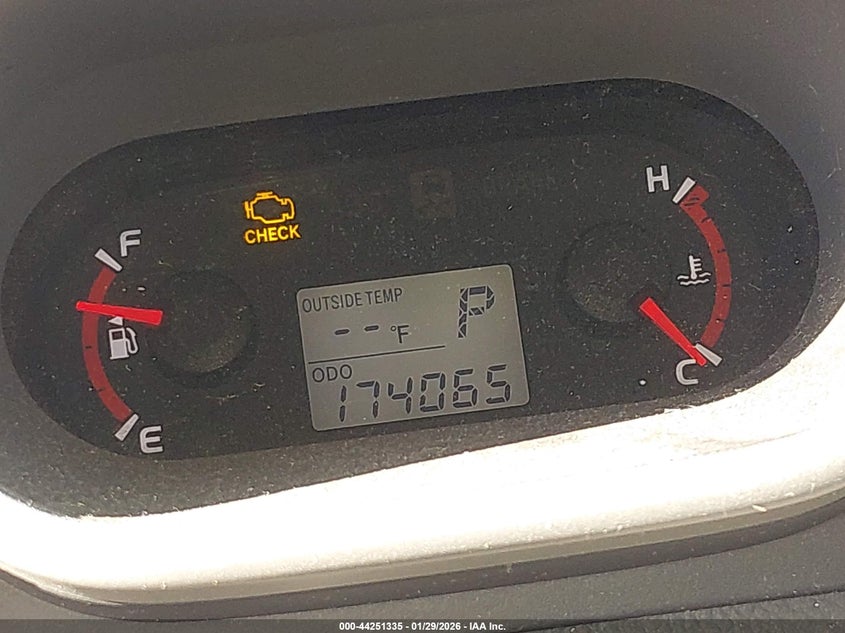 H
F
CHECK
OUTSIDE TEMP P
-- °F
ODO
174065
C
E
000-44251335 - 01/29/2026 - IAA Inc.